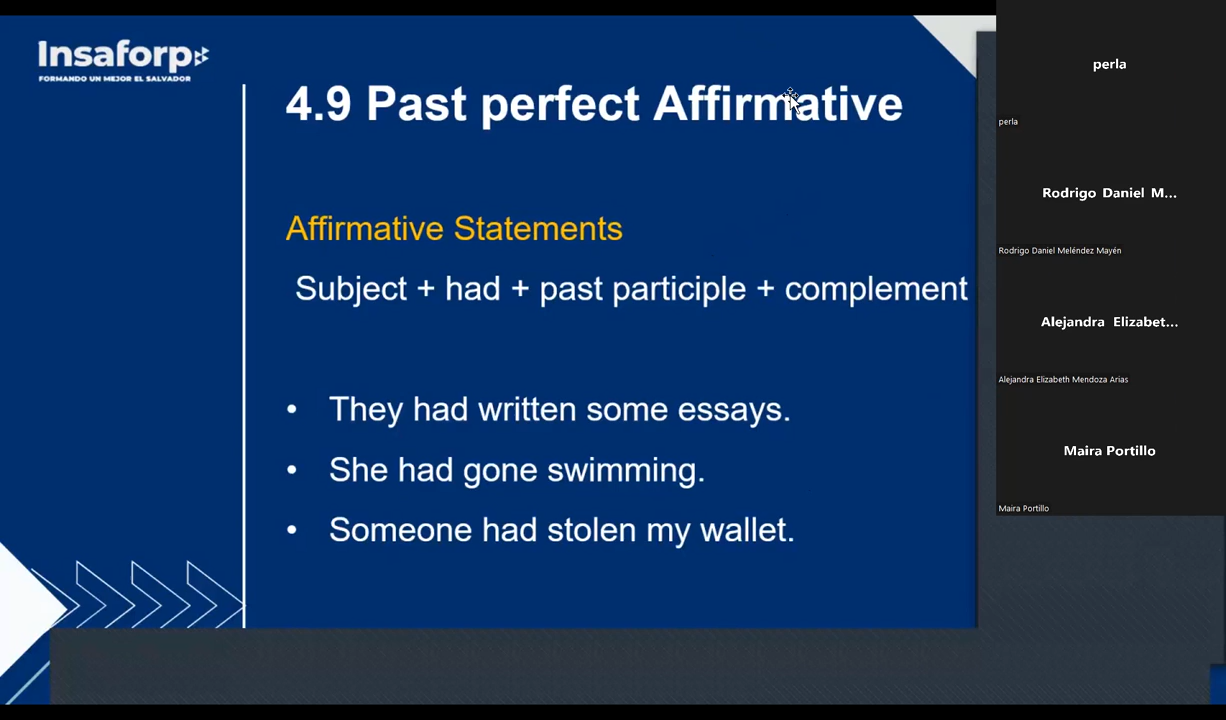 Insaforp
FORMANDO UN MEJOR EL SALVADOR
4.9 Past perfect Affirmative
Affirmative Statements
Subject + had + past participle + complement
• They had written some essays.
• She had gone swimming.
• Someone had stolen my wallet.
perla
perla
Rodrigo Daniel M...
Rodrigo Daniel Meléndez Mayén
Alejandra Elizabet...
Alejandra Elizabeth Mendoza Arias
Maira Portillo
Maira Portillo